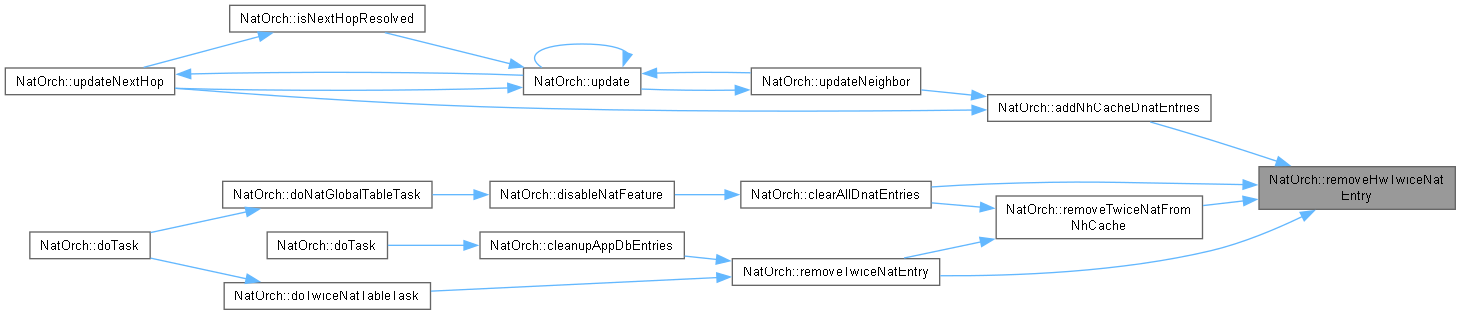 NatOrch::isNextHopResolved
NatOrch::updateNextHop
NatOrch::update
NatOrch::updateNeighbor
NatOrch::addNhCacheDnatEntries
NatOrch::removeHwTwiceNat
Entry
NatOrch::doNatGlobalTableTask
NatOrch::disableNatFeature
NatOrch::clearAllDnatEntries
NatOrch::removeTwiceNatFrom
NhCache
NatOrch::doTask
NatOrch::doTask
NatOrch::cleanupAppDbEntries
NatOrch::removeTwiceNatEntry
NatOrch::doTwiceNatTableTask